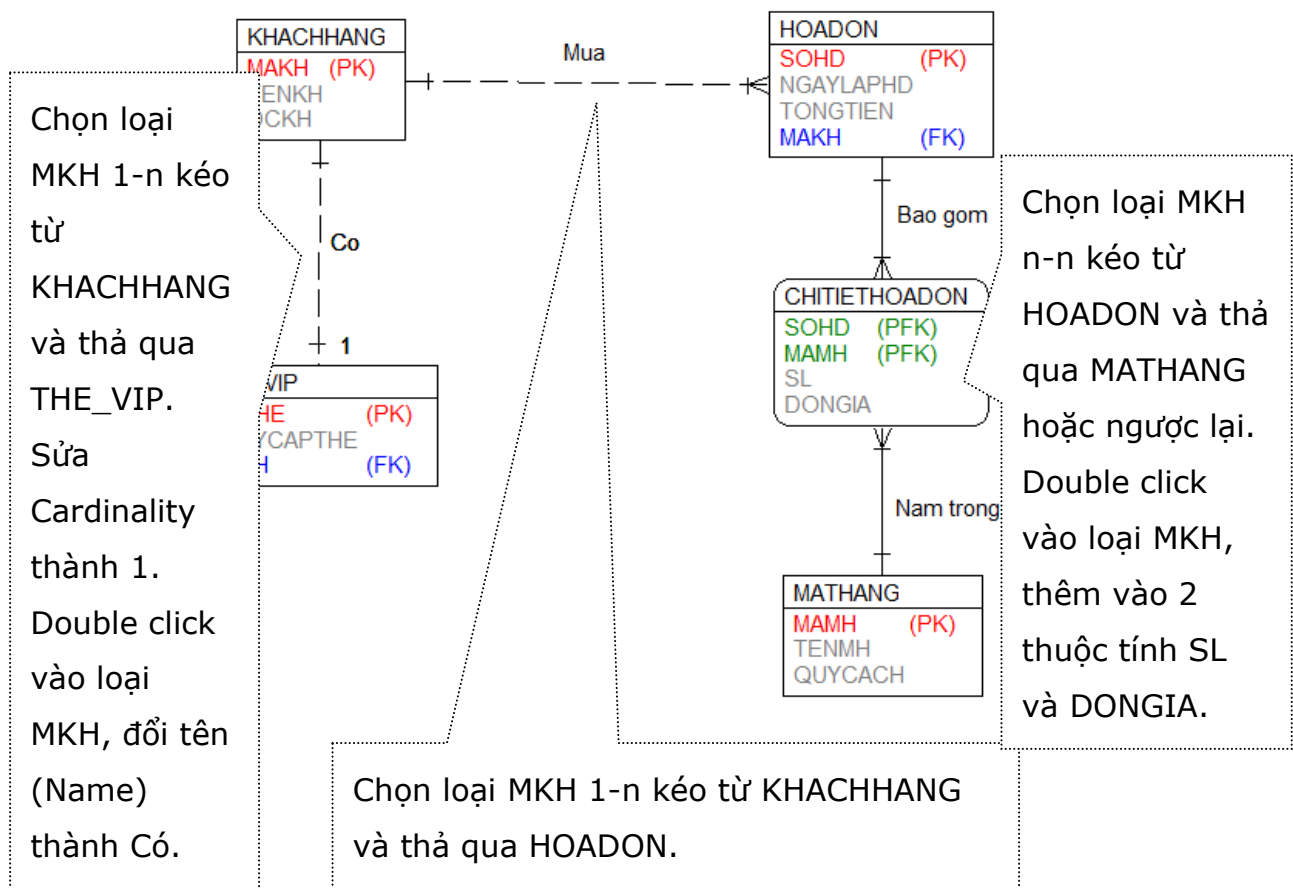 KHACHHANG
MAKH (PK)
ENKH
CKH
Mua
HOADON
SOHD (PK)
NGAYLAPHD
TONGTIEN
MAKH (FK)
Co
1
VIP
HE (PK)
YCAPTHE
H (FK)
Bao gom
CHITIETHOADON
SOHD (PFK)
MAMH (PFK)
SL
DONGIA
Nam trong
MATHANG
MAMH (PK)
TENMH
QUYCACH
Chọn loại
MKH 1-n kéo
từ
KHACHHANG
và thả qua
THE_VIP.
Sửa
Cardinality
thành 1.
Double click
vào loại
MKH, đổi tên
(Name)
thành Có.
Chọn loại MKH 1-n kéo từ KHACHHANG
và thả qua HOADON.
Chọn loại MKH
n-n kéo từ
HOADON và thả
qua MATHANG
hoặc ngược lại.
Double click
vào loại MKH,
thêm vào 2
thuộc tính SL
và DONGIA.